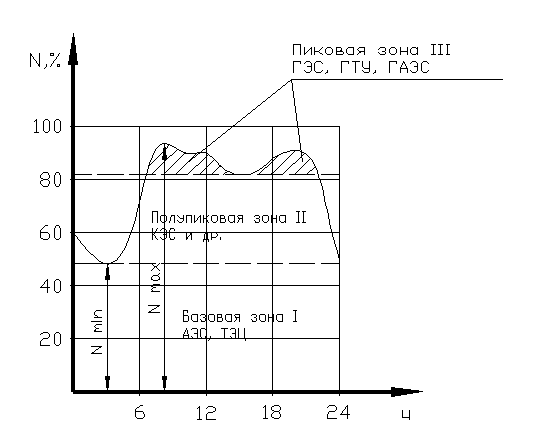 Пиковая зона III
ГЭС, ГТУ, ГАЭС
N,%
100
80
60
40
20
Полупиковая зона II
КЭС и др.
N max
N min
Базовая зона I
АЭС, ТЭЦ
6
12
18
24
ч